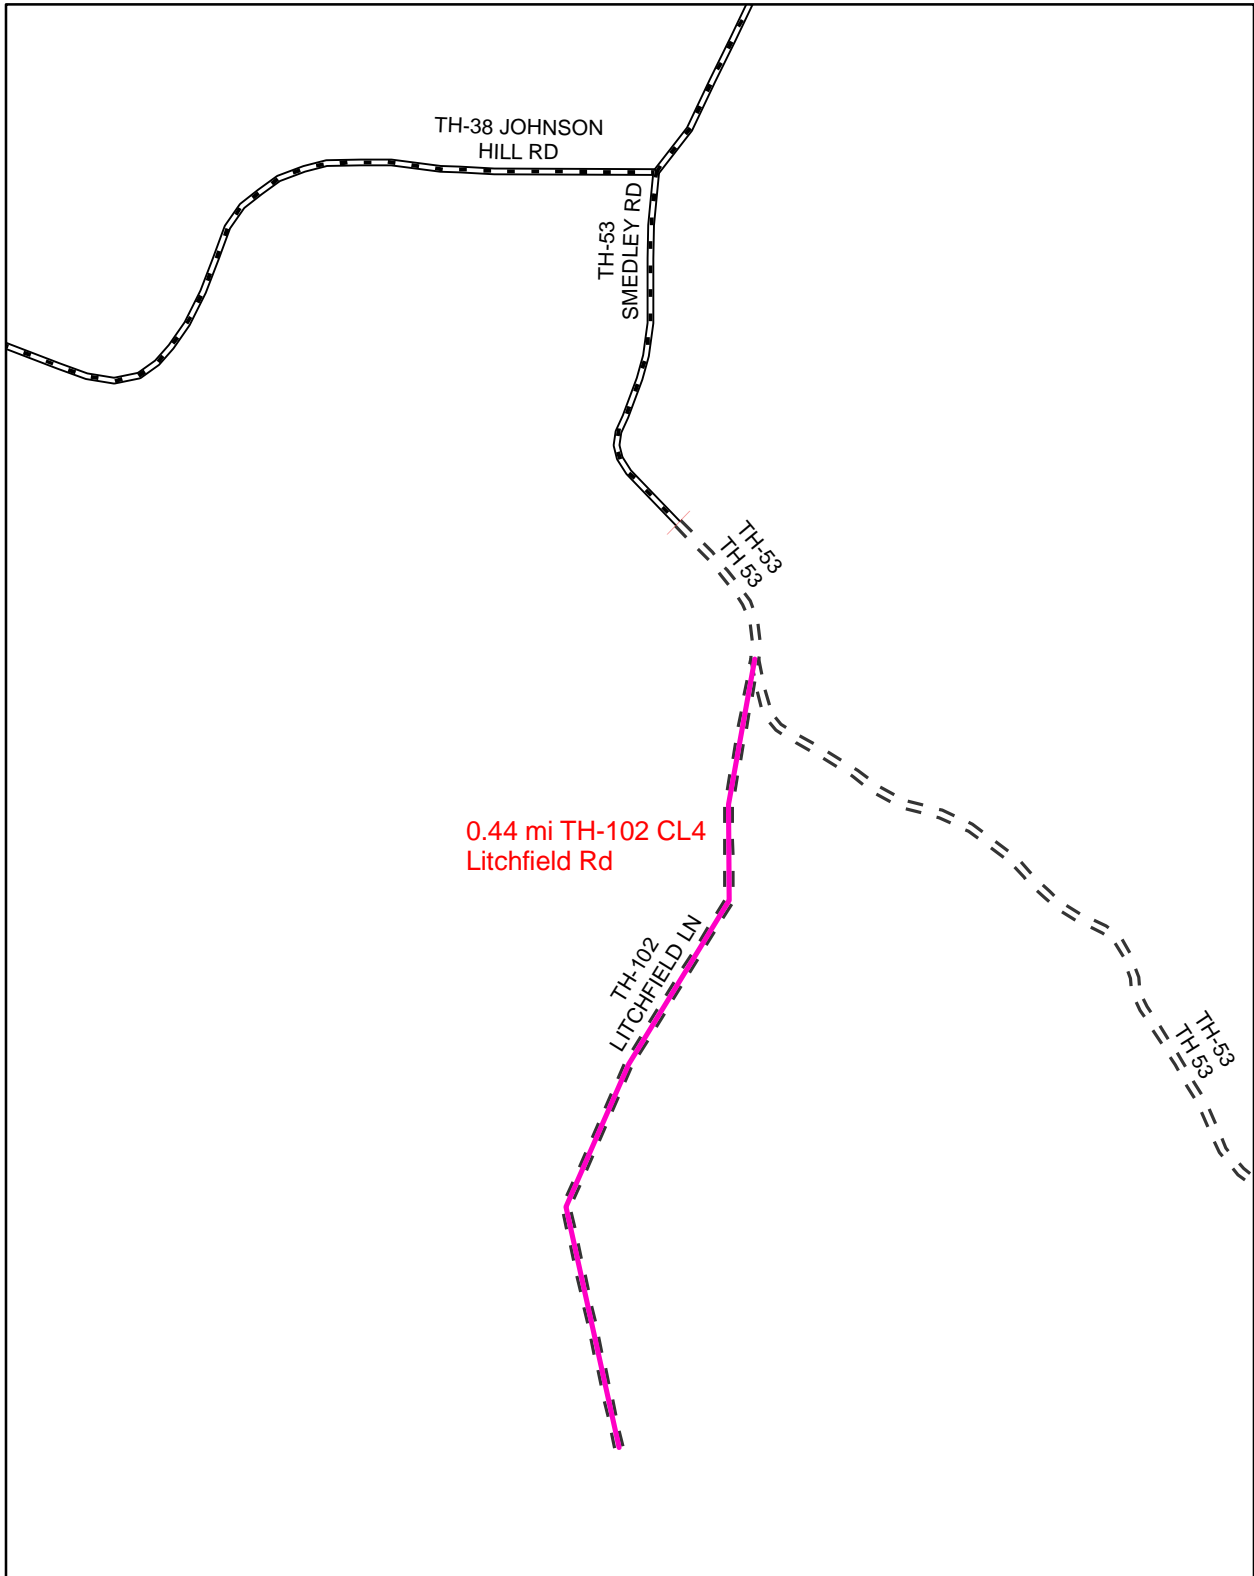 TH-38 JOHNSON
HILL RD
TH-53
SMEDLEY RD
TH-53
TH 53
0.44 mi TH-102 CL4
Litchfield Rd
TH-102
LITCHFIELD LN
TH-53
TH 53